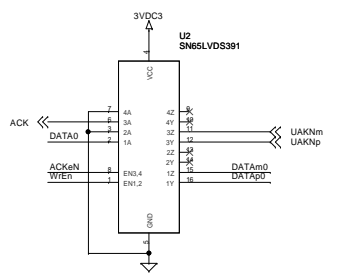 3VDC3
U2
SN65LVDS391
4
VCC
7 4A 4Z 9
ACK 6 3A 4Y 10
3 2A 3Z 11 UAKNm
DATA0 2 1A 3Y 12 UAKNp
2Z 13
2Y 14
ACKeN 8 EN3,4 1Z 15 DATAm0
WrEn 1 EN1,2 1Y 16 DATAp0
GND
5